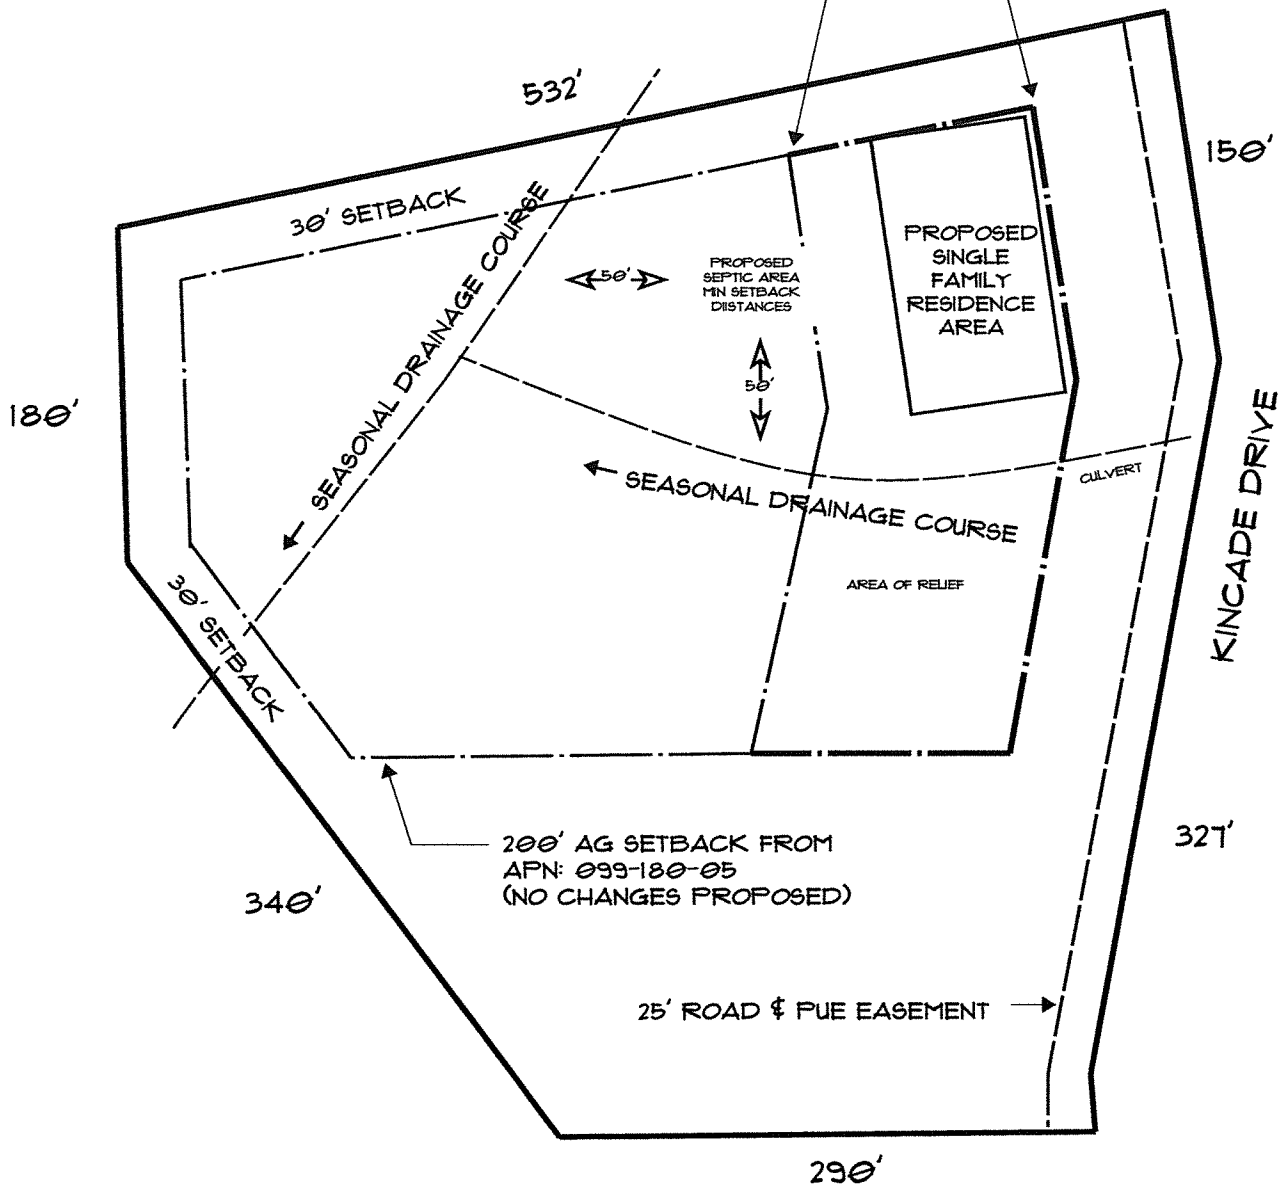 532'
150'
30' SETBACK
SEASONAL DRAINAGE COURSE
50'
PROPOSED
SEPTIC AREA
MIN SETBACK
DIISTANCES
50'
PROPOSED
SINGLE
FAMILY
RESIDENCE
AREA
180'
KINCADE DRIVE
CULVERT
SEASONAL DRAINAGE COURSE
AREA OF RELIEF
30' SETBACK
200' AG SETBACK FROM
APN: 099-180-05
(NO CHANGES PROPOSED)
327'
340'
25' ROAD & PUE EASEMENT
290'